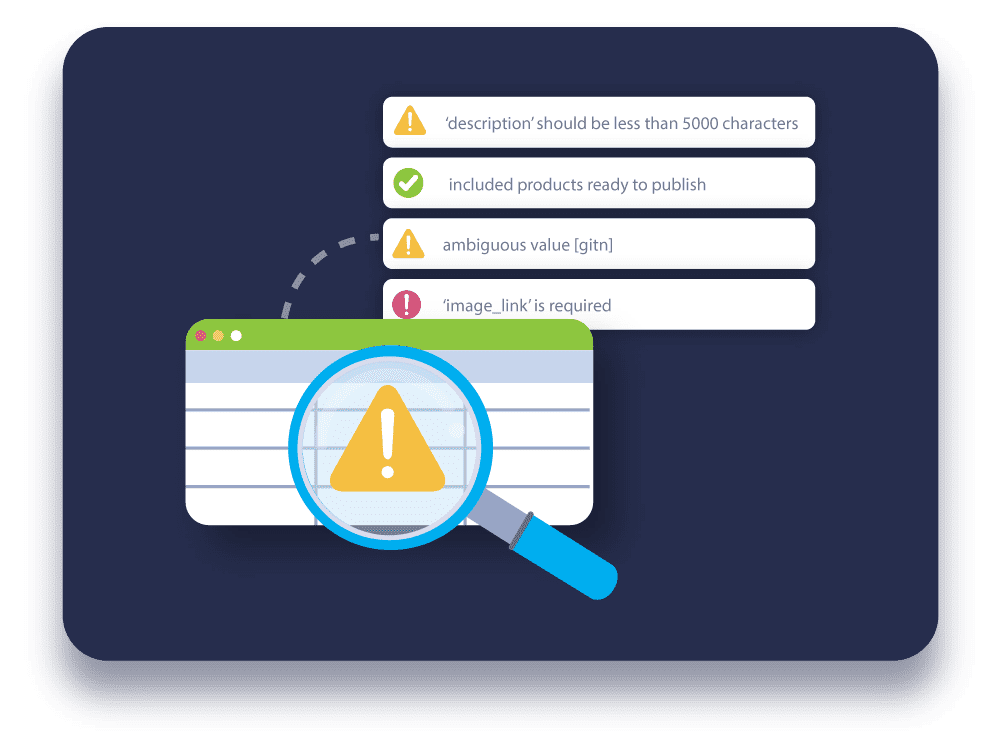 ‘description’ should be less than 5000 characters
included products ready to publish
ambiguous value [gitn]
‘image_link’ is required